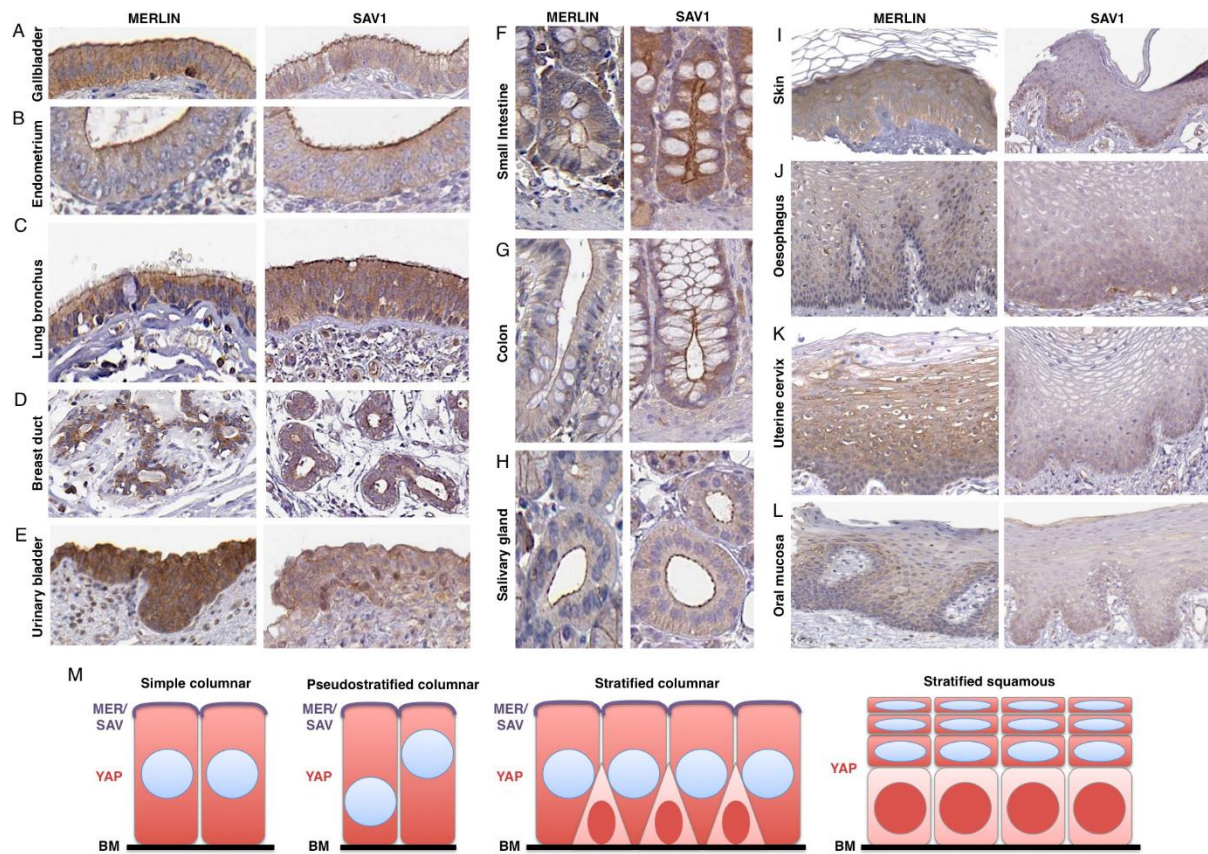 MERLIN SAV1
A
Gallbladder
B
Endometrium
C
Lung bronchus
D
Breast duct
E
Urinary bladder
MERLIN SAV1
F
Small Intestine
G
Colon
H
Salivary gland
MERLIN SAV1
I
Skin
J
Oesophagus
K
Uterine cervix
L
Oral mucosa
M
Simple columnar
MER/
SAV
YAP
BM
Pseudostratified columnar
MER/
SAV
YAP
BM
Stratified columnar
MER/
SAV
YAP
BM
Stratified squamous
YAP
BM